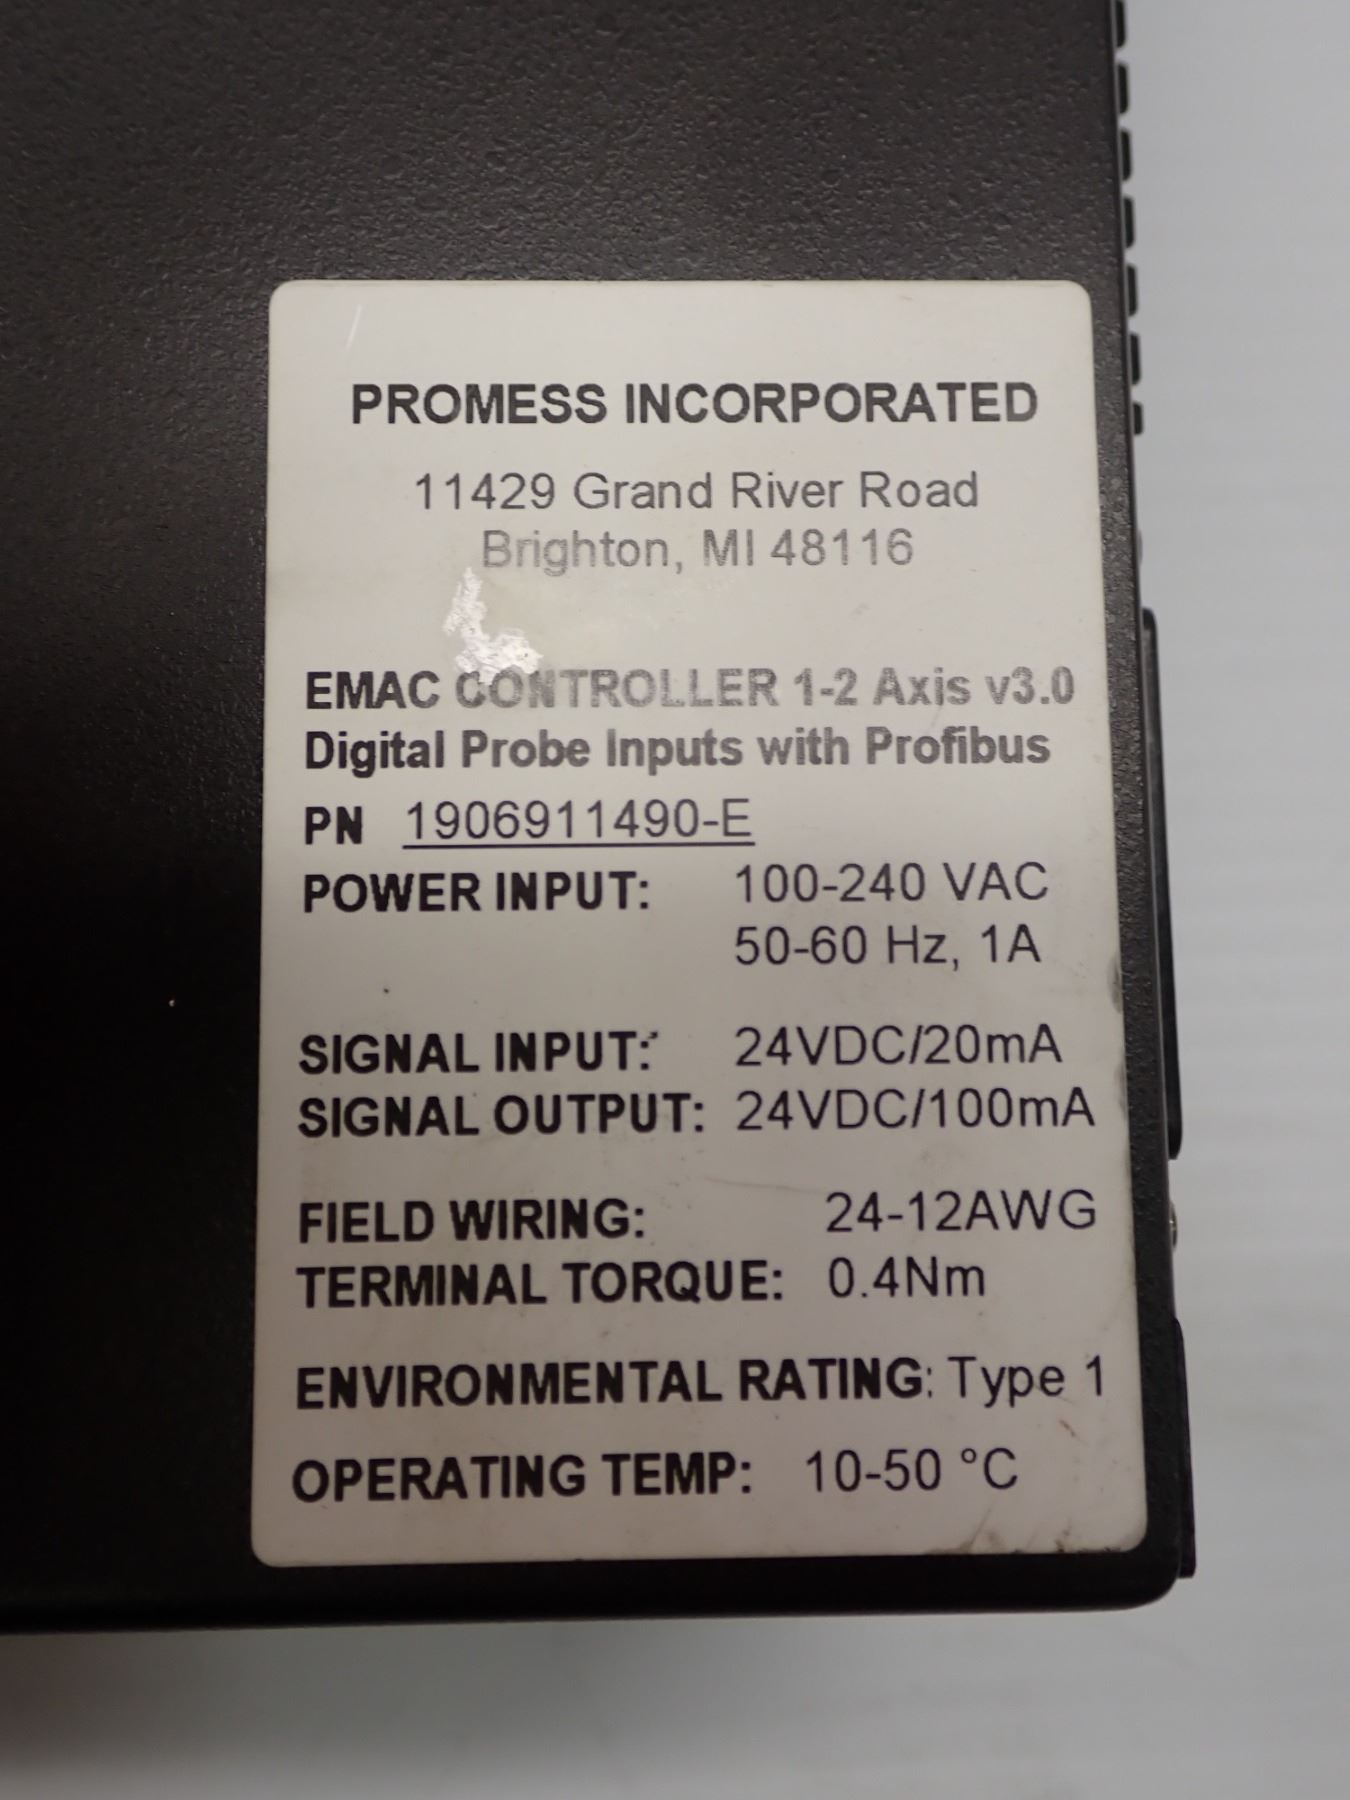 PROMESS INCORPORATED
11429 Grand River Road
Brighton, MI 48116
EMAC CONTROLLER 1-2 Axis v3.0
Digital Probe Inputs with Profibus
PN 1906911490-E
POWER INPUT: 100-240 VAC
50-60 Hz, 1A
SIGNAL INPUT: 24VDC/20mA
SIGNAL OUTPUT: 24VDC/100mA
FIELD WIRING: 24-12AWG
TERMINAL TORQUE: 0.4Nm
ENVIRONMENTAL RATING: Type 1
OPERATING TEMP: 10-50 °C